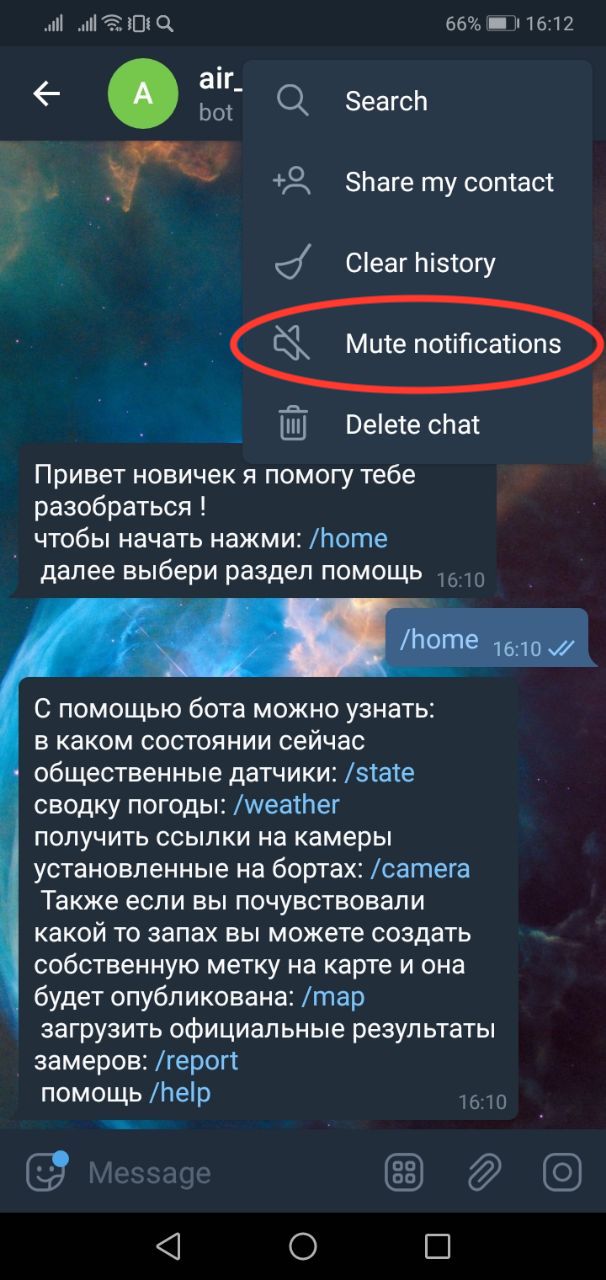 66% 16:12
air_
bot
Search
Share my contact
Clear history
Mute notifications
Delete chat
Привет новичек я помогу тебе
разобраться !
чтобы начать нажми: /home
далее выбери раздел помощь 16:10
/home 16:10
С помощью бота можно узнать:
в каком состоянии сейчас
общественные датчики: /state
сводку погоды: /weather
получить ссылки на камеры
установленные на бортах: /camera
Также если вы почувствовали
какой то запах вы можете создать
собственную метку на карте и она
будет опубликована: /map
загрузить официальные результаты
замеров: /report
помощь /help 16:10
Message
A